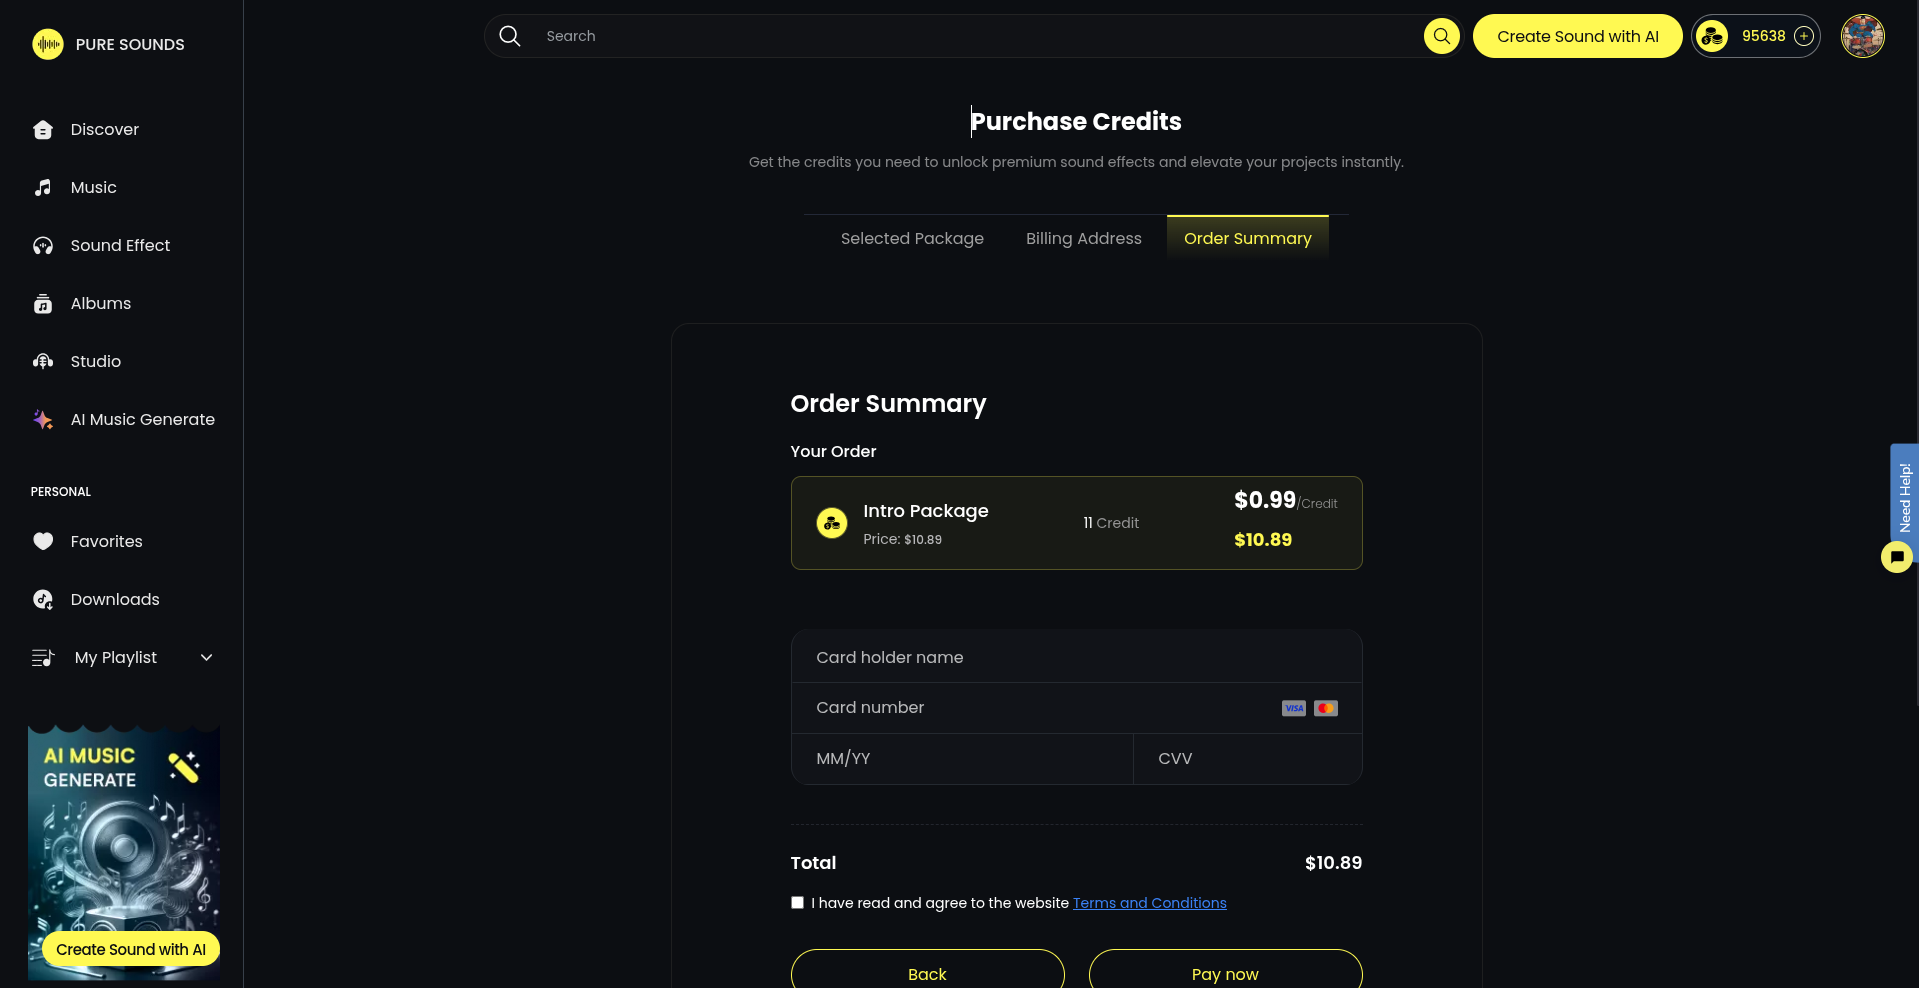 PURE SOUNDS
Search
Create Sound with AI
95638
Discover
Music
Sound Effect
Albums
Studio
AI Music Generate
PERSONAL
Favorites
Downloads
My Playlist
AI MUSIC
GENERATE
Create Sound with AI
Purchase Credits
Get the credits you need to unlock premium sound effects and elevate your projects instantly.
Selected Package
Billing Address
Order Summary
Order Summary
Your Order
Intro Package
Price: $10.89
11 Credit
$0.99/Credit
$10.89
Card holder name
Card number
VISA
MM/YY
CVV
Total
$10.89
I have read and agree to the website Terms and Conditions
Back
Pay now
Need Help!